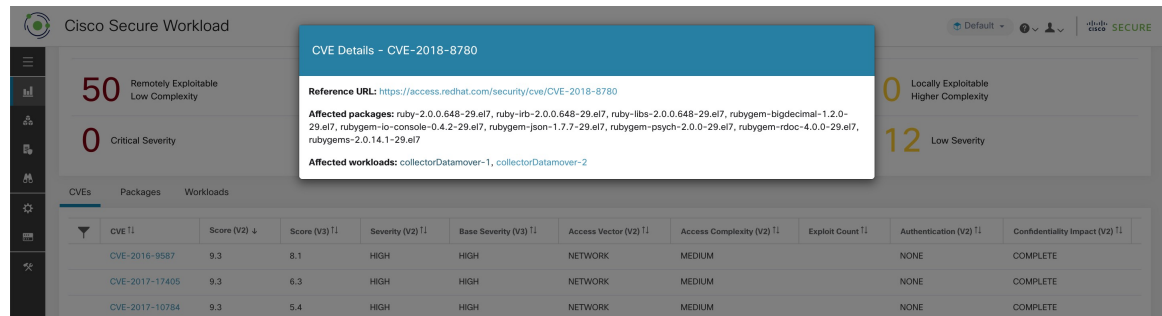 Cisco Secure Workload
Default
cisco SECURE
CVE Details - CVE-2018-8780
Reference URL: https://access.redhat.com/security/cve/CVE-2018-8780
Affected packages: ruby-2.0.0.648-29.el7, ruby-irb-2.0.0.648-29.el7, ruby-libs-2.0.0.648-29.el7, rubygem-bigdecimal-1.2.0-
29.el7, rubygem-io-console-0.4.2-29.el7, rubygem-json-1.7.7-29.el7, rubygem-psych-2.0.0-29.el7, rubygem-rdoc-4.0.0-29.el7,
rubygems-2.0.14.1-29.el7
Affected workloads: collectorDatamover-1, collectorDatamover-2
50 Remotely Exploitable
Low Complexity
0 Locally Exploitable
Higher Complexity
0 Critical Severity
12 Low Severity
CVEs Packages Workloads
CVE Score (V2) Score (V3) Severity (V2) Base Severity (V3) Access Vector (V2) Access Complexity (V2) Exploit Count Authentication (V2) Confidentiality Impact (V2)
CVE-2016-9587 9.3 8.1 HIGH HIGH NETWORK MEDIUM NONE COMPLETE
CVE-2017-17405 9.3 6.3 HIGH HIGH NETWORK MEDIUM NONE COMPLETE
CVE-2017-10784 9.3 5.4 HIGH HIGH NETWORK MEDIUM NONE COMPLETE